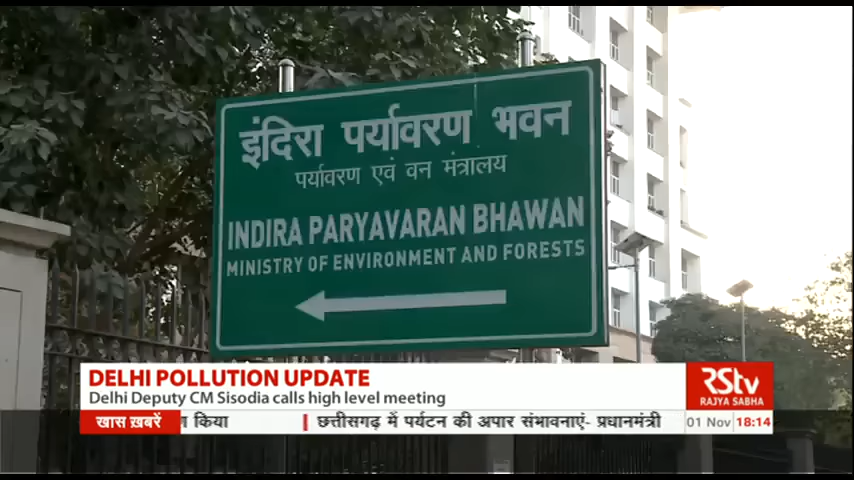 इंदिरा पर्यावरण भवन
पर्यावरण एवं वन मंत्रालय
INDIRA PARYAVARAN BHAWAN
MINISTRY OF ENVIRONMENT AND FORESTS
DELHI POLLUTION UPDATE
Delhi Deputy CM Sisodia calls high level meeting
RStv
RAJYA SABHA
खास ख़बरें
किया
छत्तीसगढ़ में पर्यटन की अपार संभावनाएं- प्रधानमंत्री
01 Nov 18:14